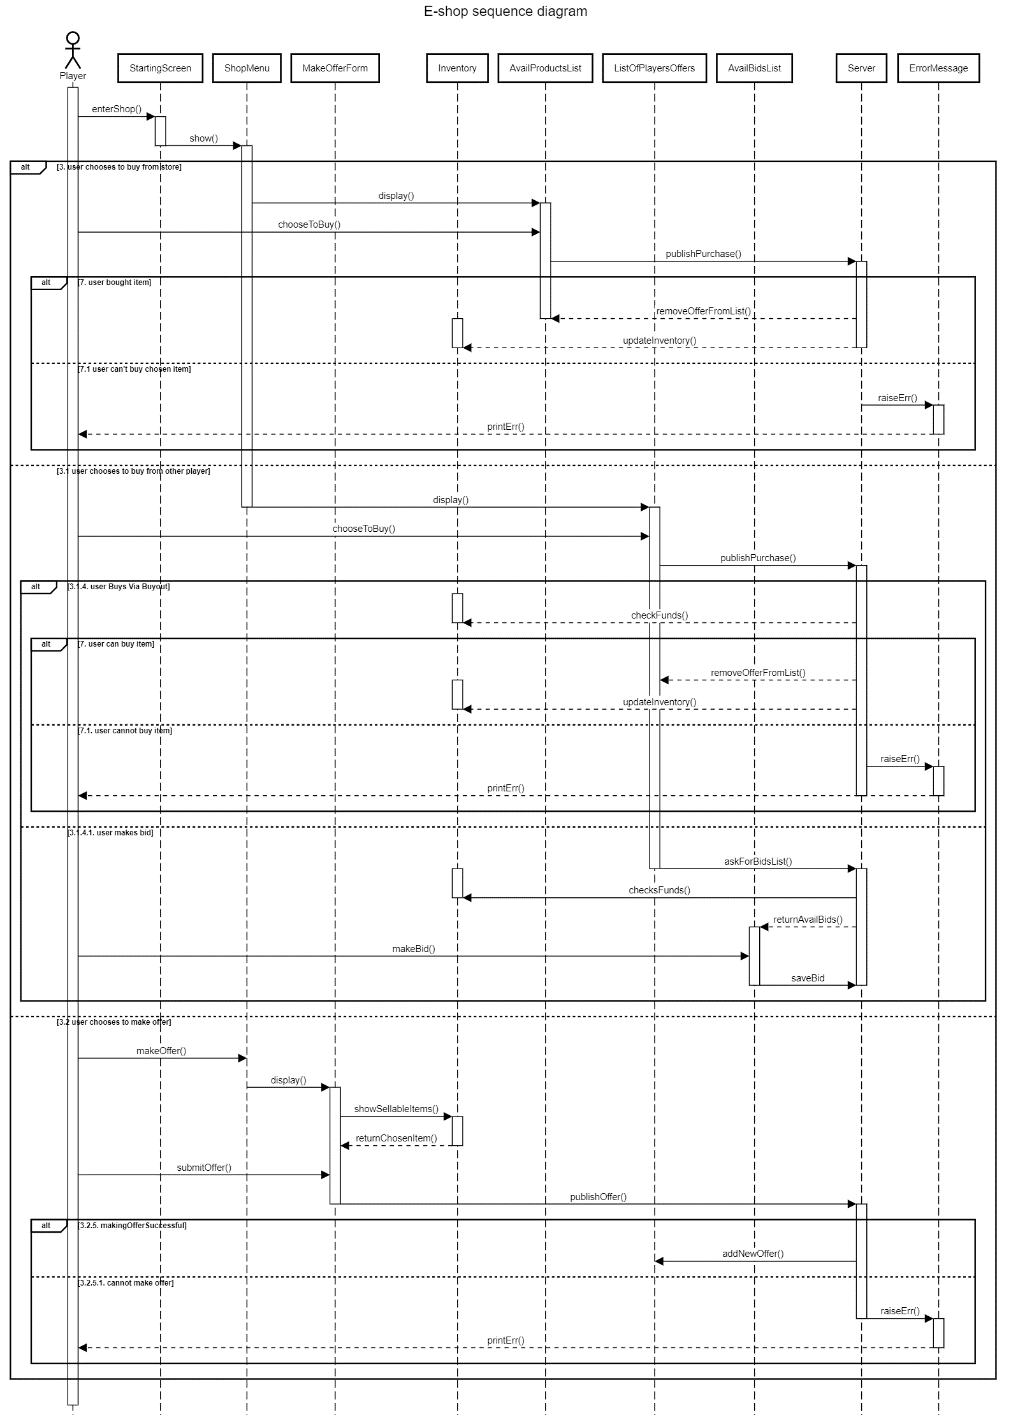 E-shop sequence diagram
Player
StartingScreen
ShopMenu
MakeOfferForm
Inventory
AvailProductsList
ListOfPlayersOffers
AvailBidsList
Server
ErrorMessage
enterShop()
show()
alt
[3. user chooses to buy from store]
display()
chooseToBuy()
publishPurchase()
alt
[7. user bought item]
removeOfferFromList()
updateInventory()
[7.1 user can't buy chosen item]
raiseErr()
printErr()
[3.1 user chooses to buy from other player]
display()
chooseToBuy()
publishPurchase()
alt
[3.1.4. user Buys Via Buyout]
checkFunds()
alt
[7. user can buy item]
removeOfferFromList()
updateInventory()
[7.1. user cannot buy item]
raiseErr()
printErr()
[3.1.4.1. user makes bid]
askForBidsList()
checksFunds()
returnAvailBids()
makeBid()
saveBid
[3.2 user chooses to make offer]
makeOffer()
display()
showSellableItems()
returnChosenItem()
submitOffer()
publishOffer()
alt
[3.2.5. makingOfferSuccessful]
addNewOffer()
[3.2.5.1. cannot make offer]
raiseErr()
printErr()